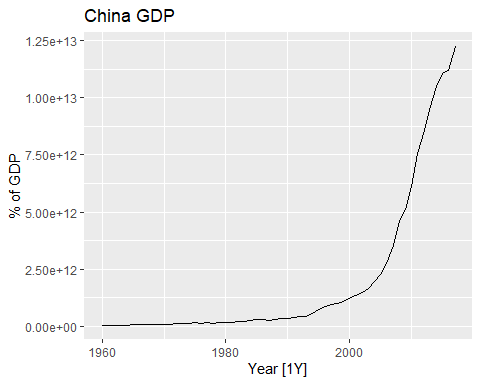 China GDP
1.25e+13
1.00e+13
7.50e+12
5.00e+12
2.50e+12
0.00e+00
% of GDP
1960
1980
2000
Year [1Y]